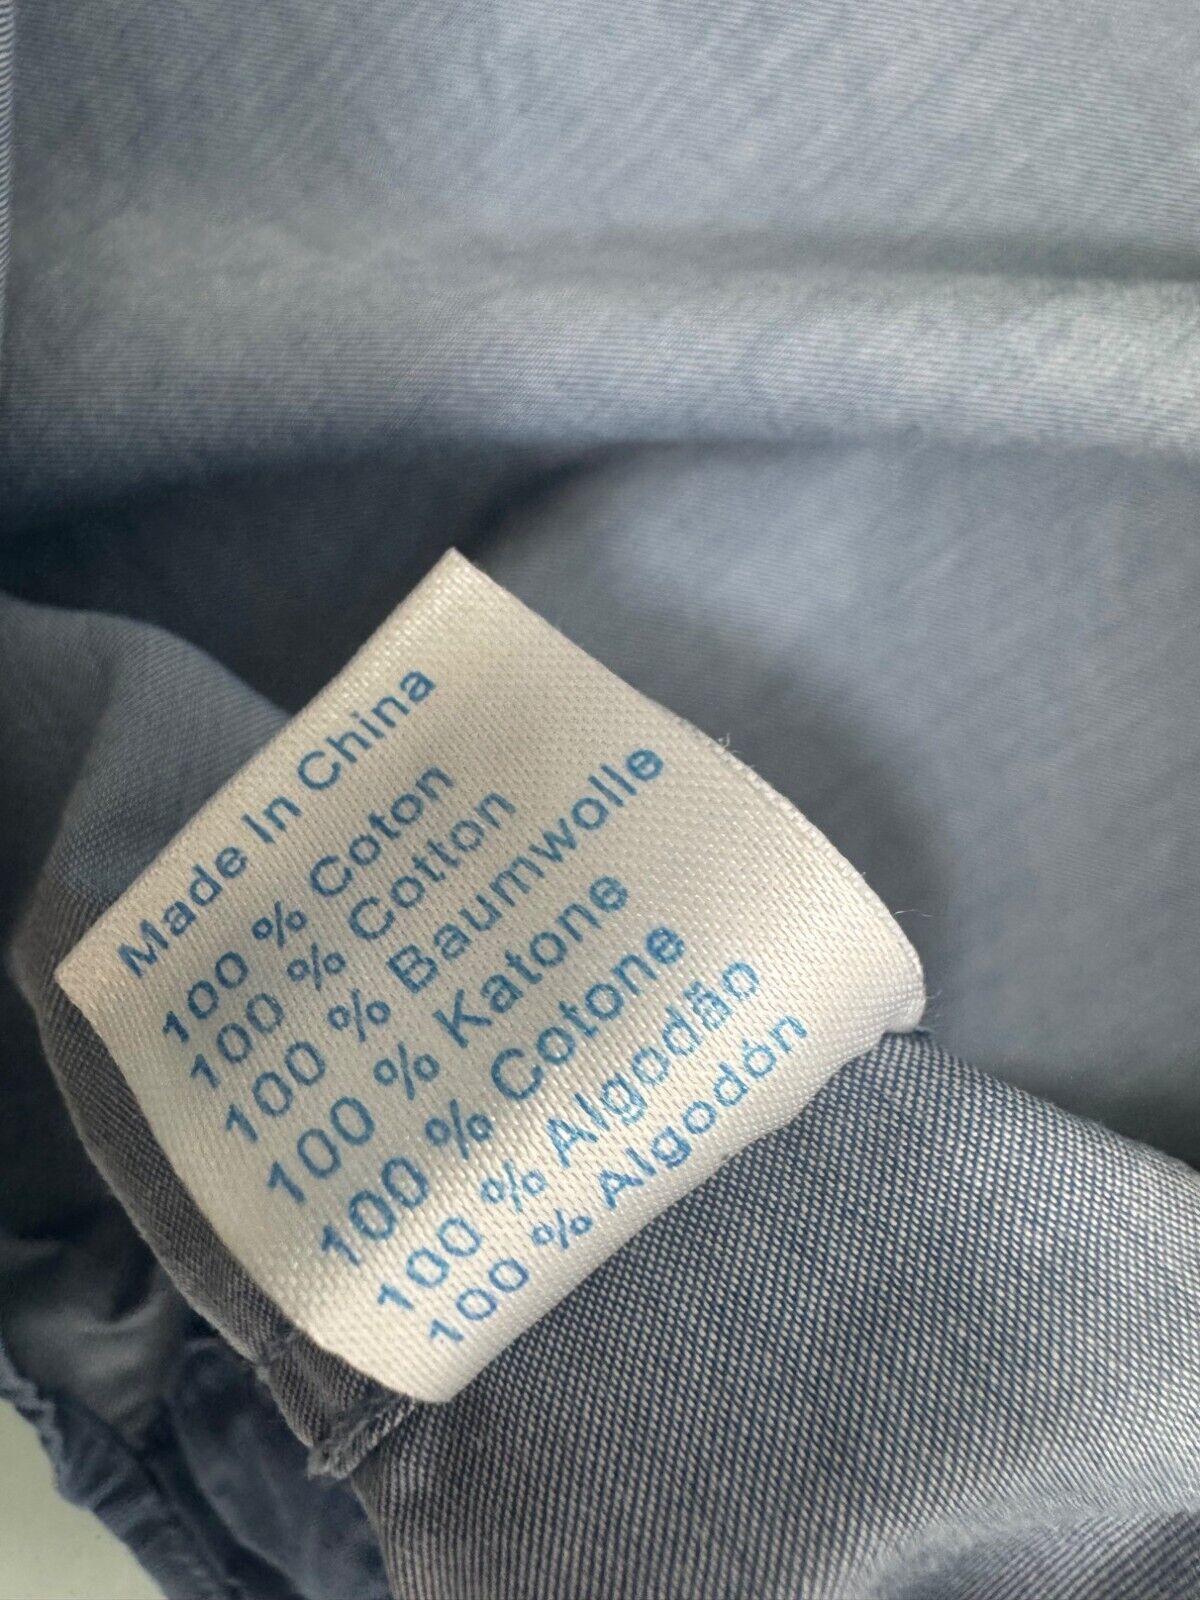 Made In China
100 % Coton
100 % Cotton
100 % Baumwolle
100 % Katone
100 % Cotone
100 % Algodão
100 % Algodón